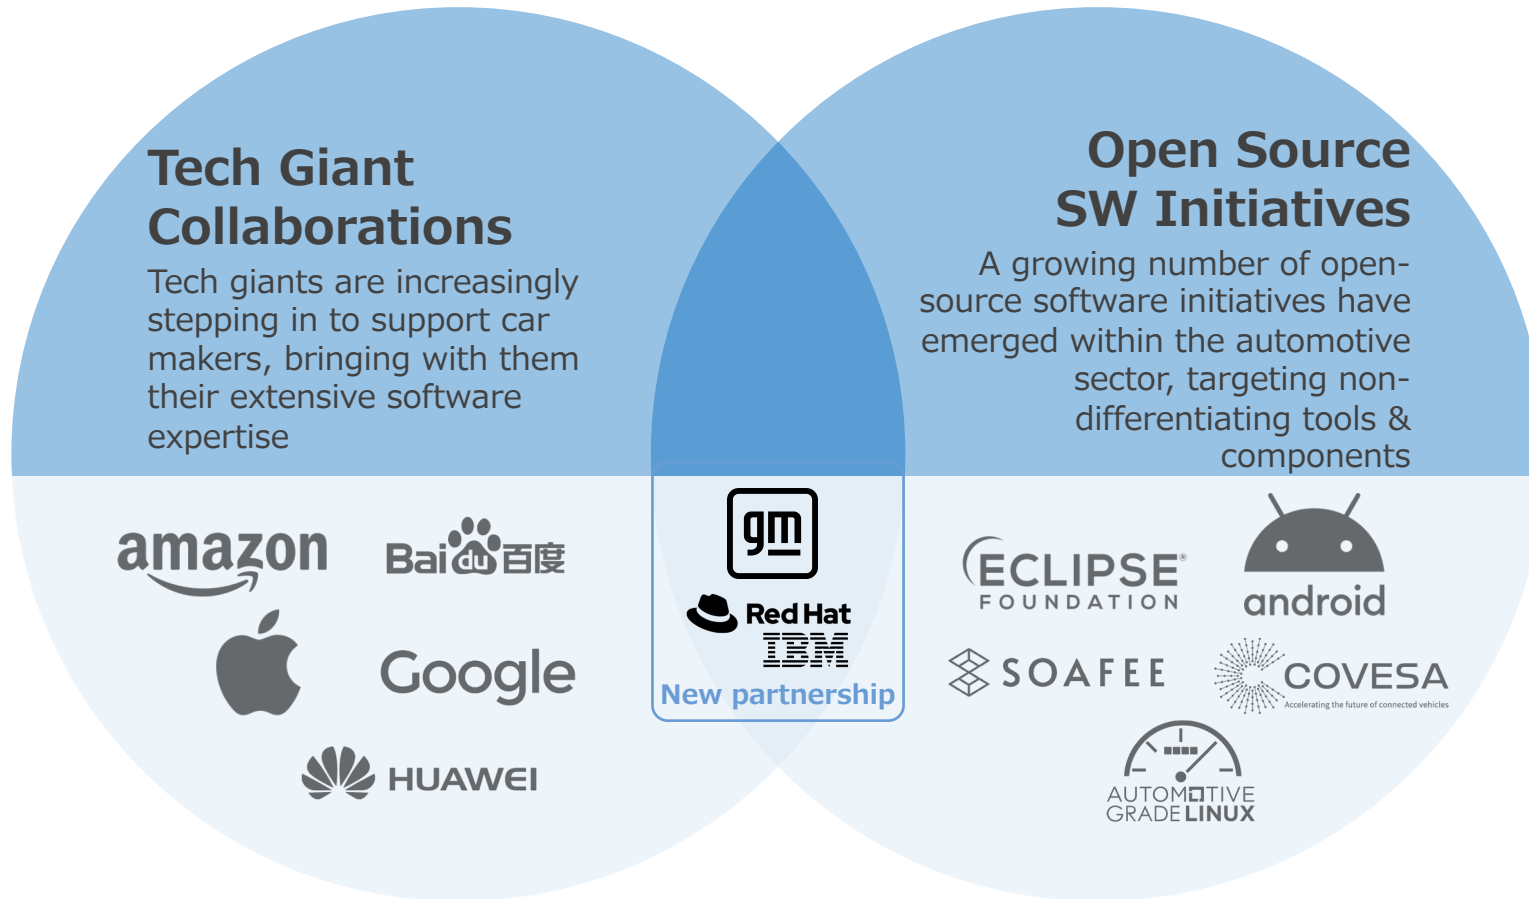 Tech Giant
Collaborations
Tech giants are increasingly
stepping in to support car
makers, bringing with them
their extensive software
expertise
Open Source
SW Initiatives
A growing number of open-
source software initiatives have
emerged within the automotive
sector, targeting non-
differentiating tools &
components
amazon
Bai du 百度
Google
HUAWEI
gm
Red Hat
IBM
New partnership
ECLIPSE®
FOUNDATION
android
SOAFEE
COVESA
Accelerating the future of connected vehicles
AUTOMOTIVE
GRADE LINUX